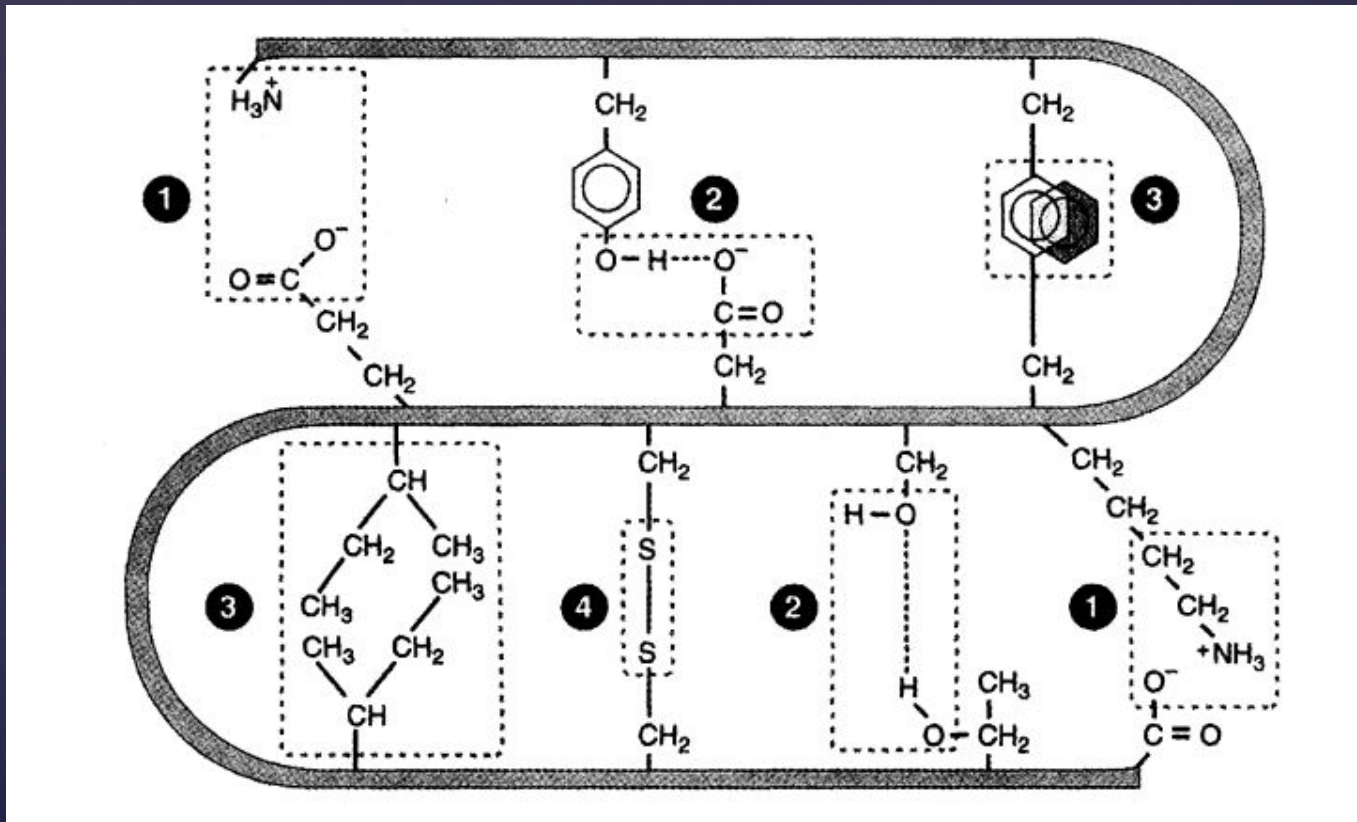 H₃N⁺
CH₂
CH₂
1
2
3
O⁻
O=C
O–H O⁻
C=O
CH₂
CH₂
CH₂
CH₂
CH
CH₂
CH₃
CH₃
CH₃
CH₃
CH₂
CH
3
CH₂
S
S
CH₂
4
CH₂
H–O
H
O–CH₂
CH₃
2
CH₂
CH₂
CH₂
CH₂
⁺NH₃
O⁻
C=O
1